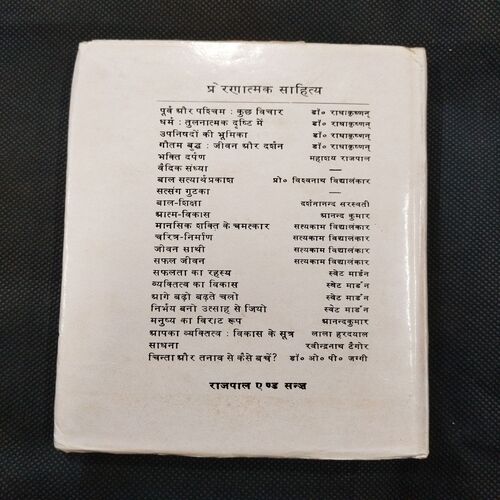 प्रेरणात्मक साहित्य
पूर्व और पश्चिम : कुछ विचार डॉ० राधाकृष्णन्
धर्म : तुलनात्मक दृष्टि में डॉ० राधाकृष्णन्
उपनिषदों की भूमिका डॉ० राधाकृष्णन्
गौतम बुद्ध : जीवन और दर्शन डॉ० राधाकृष्णन्
भक्ति दर्पण महाशय राजपाल
वैदिक संध्या —
बाल सत्यार्थप्रकाश प्रो० विश्वनाथ विद्यालंकार
सत्संग गुटका —
बाल-शिक्षा दर्शनानन्द सरस्वती
आत्म-विकास आनन्द कुमार
मानसिक शक्ति के चमत्कार सत्यकाम विद्यालंकार
चरित्र-निर्माण सत्यकाम विद्यालंकार
जीवन साथी सत्यकाम विद्यालंकार
सफल जीवन सत्यकाम विद्यालंकार
सफलता का रहस्य स्वेट मार्डन
व्यक्तित्व का विकास स्वेट मार्डन
आगे बढ़ो बढ़ते चलो स्वेट मार्डन
निर्भय बनो उत्साह से जियो स्वेट मार्डन
मनुष्य का विराट रूप आनन्दकुमार
आपका व्यक्तित्व : विकास के सूत्र लाला हरदयाल
साधना रवीन्द्रनाथ टैगोर
चिन्ता और तनाव से कैसे बचें? डॉ० ओ० पी० जग्गी
राजपाल एण्ड सन्ज़